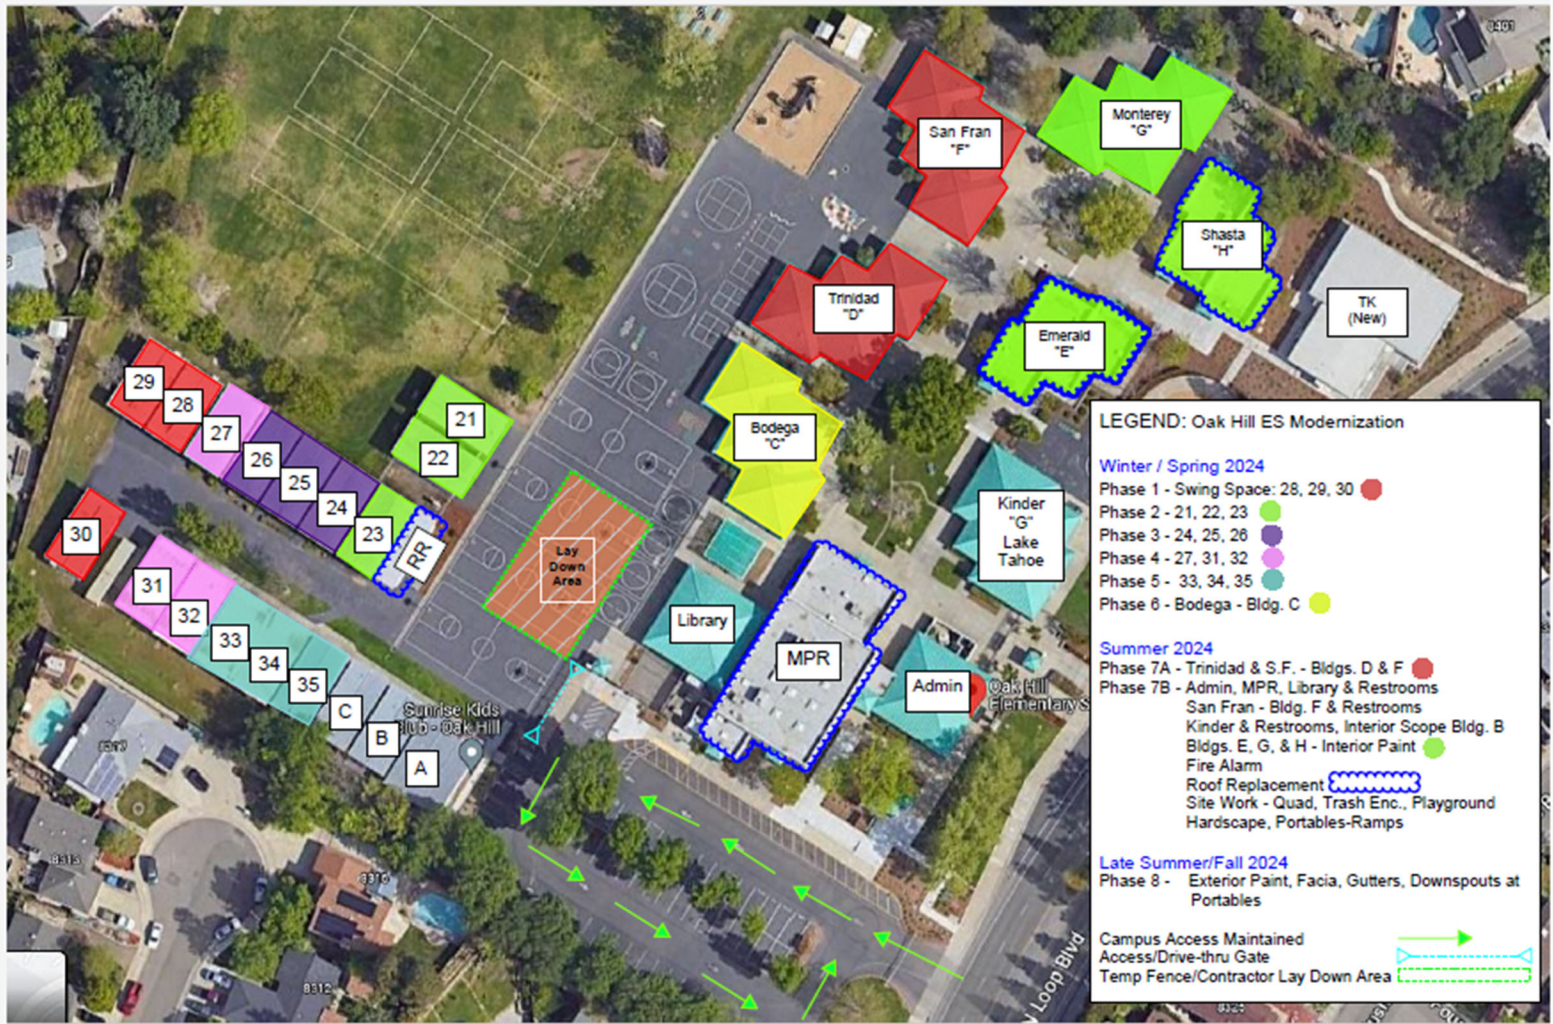 8401
San Fran
"F"
Monterey
"G"
Shasta
"H"
Trinidad
"D"
TK
(New)
Emerald
"E"
Bodega
"C"
29
28
27
26
25
24
23
21
22
RR
30
31
32
33
34
35
C
B
A
Lay
Down
Area
Kinder
"G"
Lake
Tahoe
Library
MPR
Admin
Oak Hill
Elementary S
Sunrise Kids
lub - Oak Hill
8317
8313
8316
8312
N Loop Blvd
LEGEND: Oak Hill ES Modernization
Winter / Spring 2024
Phase 1 - Swing Space: 28, 29, 30
Phase 2 - 21, 22, 23
Phase 3 - 24, 25, 26
Phase 4 - 27, 31, 32
Phase 5 - 33, 34, 35
Phase 6 - Bodega - Bldg. C
Summer 2024
Phase 7A - Trinidad & S.F. - Bldgs. D & F
Phase 7B - Admin, MPR, Library & Restrooms
San Fran - Bldg. F & Restrooms
Kinder & Restrooms, Interior Scope Bldg. B
Bldgs. E, G, & H - Interior Paint
Fire Alarm
Roof Replacement
Site Work - Quad, Trash Enc., Playground
Hardscape, Portables-Ramps
Late Summer/Fall 2024
Phase 8 - Exterior Paint, Facia, Gutters, Downspouts at
Portables
Campus Access Maintained
Access/Drive-thru Gate
Temp Fence/Contractor Lay Down Area